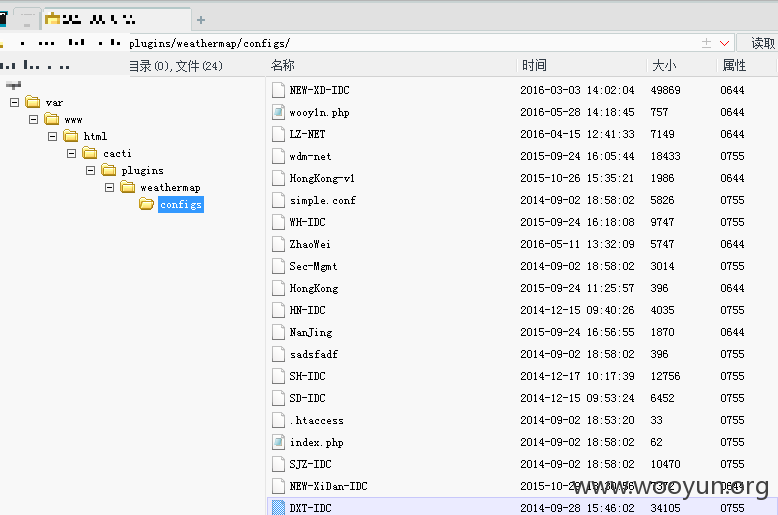 plugins/weathermap/configs/ 读取
目录(0),文件(24) 名称 时间 大小 属性
var
www
html
cacti
plugins
weathermap
configs
NEW-XD-IDC 2016-03-03 14:02:04 49869 0644
wooy1n.php 2016-05-28 14:18:45 757 0644
LZ-NET 2016-04-15 12:41:33 7149 0644
wdm-net 2015-09-24 16:05:44 18433 0755
HongKong-v1 2015-10-26 15:35:21 1986 0644
simple.conf 2014-09-02 18:58:02 5826 0755
WH-IDC 2015-09-24 16:18:08 9747 0755
ZhaoWei 2016-05-11 13:32:09 5747 0644
Sec-Mgmt 2014-09-02 18:58:02 3014 0755
HongKong 2015-09-24 11:25:57 396 0644
HN-IDC 2014-12-15 09:40:26 4035 0755
NanJing 2015-09-24 16:56:55 1870 0644
sadsfadf 2014-09-02 18:58:02 396 0755
SH-IDC 2014-12-17 10:17:39 12756 0755
SD-IDC 2014-12-15 09:53:24 6452 0755
.htaccess 2014-09-02 18:53:20 33 0755
index.php 2014-09-02 18:58:02 62 0755
SJZ-IDC 2014-09-02 18:58:02 10470 0755
NEW-XiDan-IDC
www.wooyun.org
DXT-IDC 2014-09-28 15:46:02 34105 0755